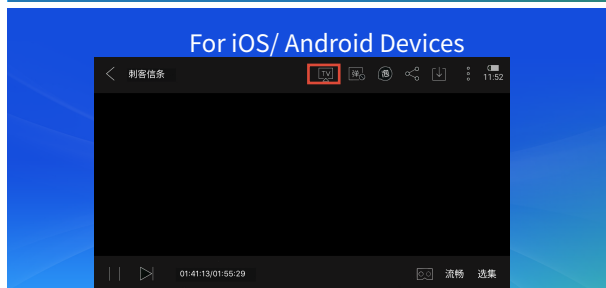 For iOS/ Android Devices
刺客信条 TV 弹 11:52
01:41:13/01:55:29 流畅 选集